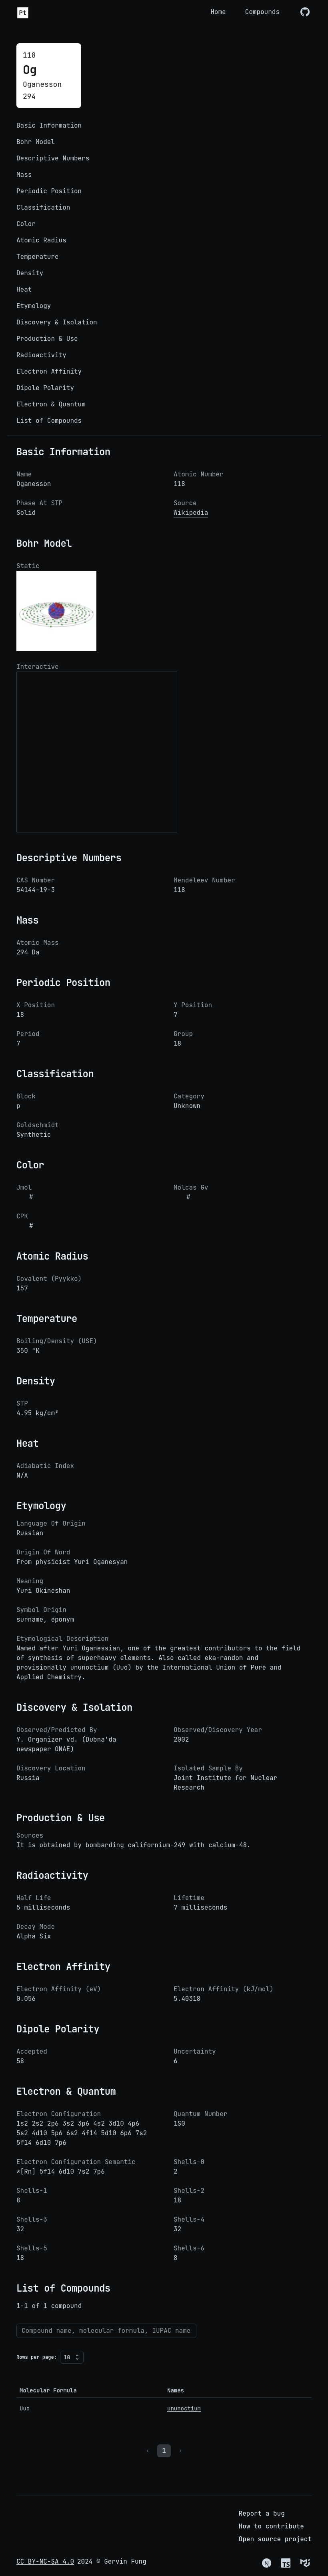 Pt
Home
Compounds
118
Og
Oganesson
294
Basic Information
Bohr Model
Descriptive Numbers
Mass
Periodic Position
Classification
Color
Atomic Radius
Temperature
Density
Heat
Etymology
Discovery & Isolation
Production & Use
Radioactivity
Electron Affinity
Dipole Polarity
Electron & Quantum
List of Compounds
Basic Information
Name
Oganesson
Atomic Number
118
Phase At STP
Solid
Source
Wikipedia
Bohr Model
Static
Interactive
Descriptive Numbers
CAS Number
54144-19-3
Mendeleev Number
118
Mass
Atomic Mass
294 Da
Periodic Position
X Position
18
Y Position
7
Period
7
Group
18
Classification
Block
p
Category
Unknown
Goldschmidt
Synthetic
Color
Jmol
#
Molcas Gv
#
CPK
#
Atomic Radius
Covalent (Pyykko)
157
Temperature
Boiling/Density (USE)
350 °K
Density
STP
4.95 kg/cm³
Heat
Adiabatic Index
N/A
Etymology
Language Of Origin
Russian
Origin Of Word
From physicist Yuri Oganesyan
Meaning
Yuri Okineshan
Symbol Origin
surname, eponym
Etymological Description
Named after Yuri Oganessian, one of the greatest contributors to the field
of synthesis of superheavy elements. Also called eka-randon and
provisionally ununoctium (Uuo) by the International Union of Pure and
Applied Chemistry.
Discovery & Isolation
Observed/Predicted By
Y. Organizer vd. (Dubna'da
newspaper ONAE)
Observed/Discovery Year
2002
Discovery Location
Russia
Isolated Sample By
Joint Institute for Nuclear
Research
Production & Use
Sources
It is obtained by bombarding californium-249 with calcium-48.
Radioactivity
Half Life
5 milliseconds
Lifetime
7 milliseconds
Decay Mode
Alpha Six
Electron Affinity
Electron Affinity (eV)
0.056
Electron Affinity (kJ/mol)
5.40318
Dipole Polarity
Accepted
58
Uncertainty
6
Electron & Quantum
Electron Configuration
1s2 2s2 2p6 3s2 3p6 4s2 3d10 4p6
5s2 4d10 5p6 6s2 4f14 5d10 6p6 7s2
5f14 6d10 7p6
Quantum Number
1S0
Electron Configuration Semantic
*[Rn] 5f14 6d10 7s2 7p6
Shells-0
2
Shells-1
8
Shells-2
18
Shells-3
32
Shells-4
32
Shells-5
18
Shells-6
8
List of Compounds
1-1 of 1 compound
Compound name, molecular formula, IUPAC name
Rows per page: 10
Molecular Formula
Names
Uuo
ununoctium
‹ 1 ›
Report a bug
How to contribute
Open source project
CC BY-NC-SA 4.0 2024 © Gervin Fung
N
TS